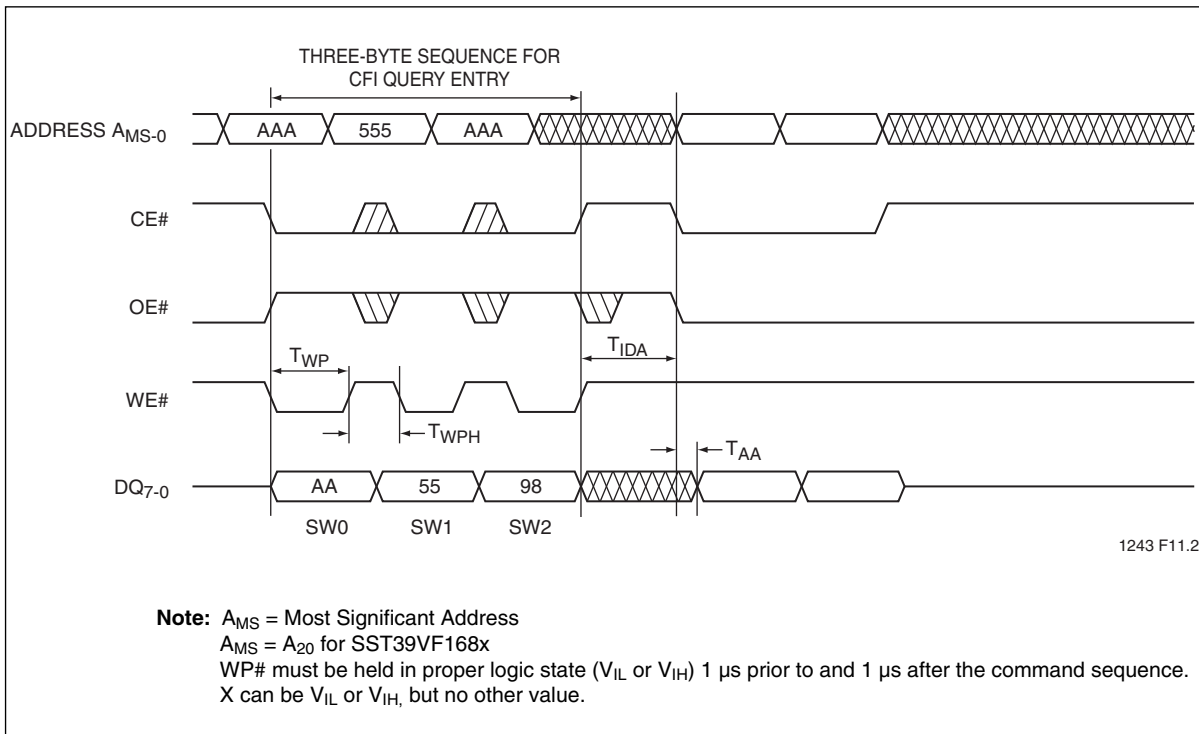 THREE-BYTE SEQUENCE FOR
CFI QUERY ENTRY
ADDRESS AMS-0
AAA 555 AAA
CE#
OE#
TWP
TIDA
WE#
TWPH
TAA
DQ7-0
AA 55 98
SW0 SW1 SW2
1243 F11.2
Note: AMS = Most Significant Address
AMS = A20 for SST39VF168x
WP# must be held in proper logic state (VIL or VIH) 1 µs prior to and 1 µs after the command sequence.
X can be VIL or VIH, but no other value.